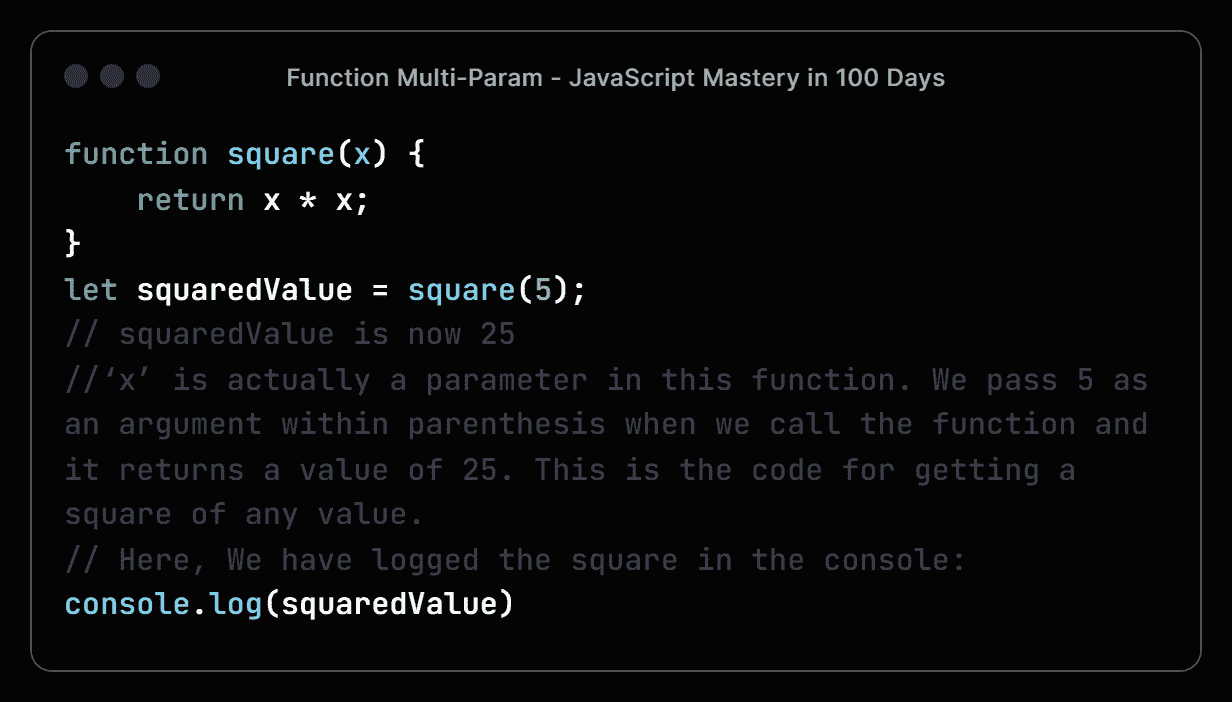 Function Multi-Param - JavaScript Mastery in 100 Days
function square(x) {
    return x * x;
}
let squaredValue = square(5);
// squaredValue is now 25
//‘x’ is actually a parameter in this function. We pass 5 as
an argument within parenthesis when we call the function and
it returns a value of 25. This is the code for getting a
square of any value.
// Here, We have logged the square in the console:
console.log(squaredValue)